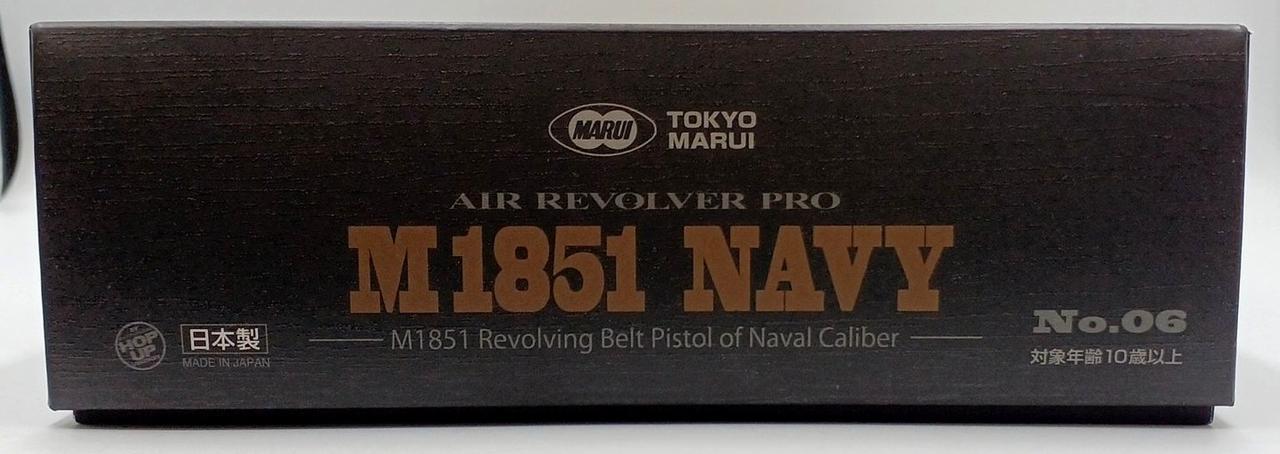 MARUI
TOKYO
MARUI
AIR REVOLVER PRO
M1851 NAVY
M1851 Revolving Belt Pistol of Naval Caliber
HOP
UP
日本製
MADE IN JAPAN
No.06
対象年齢10歳以上